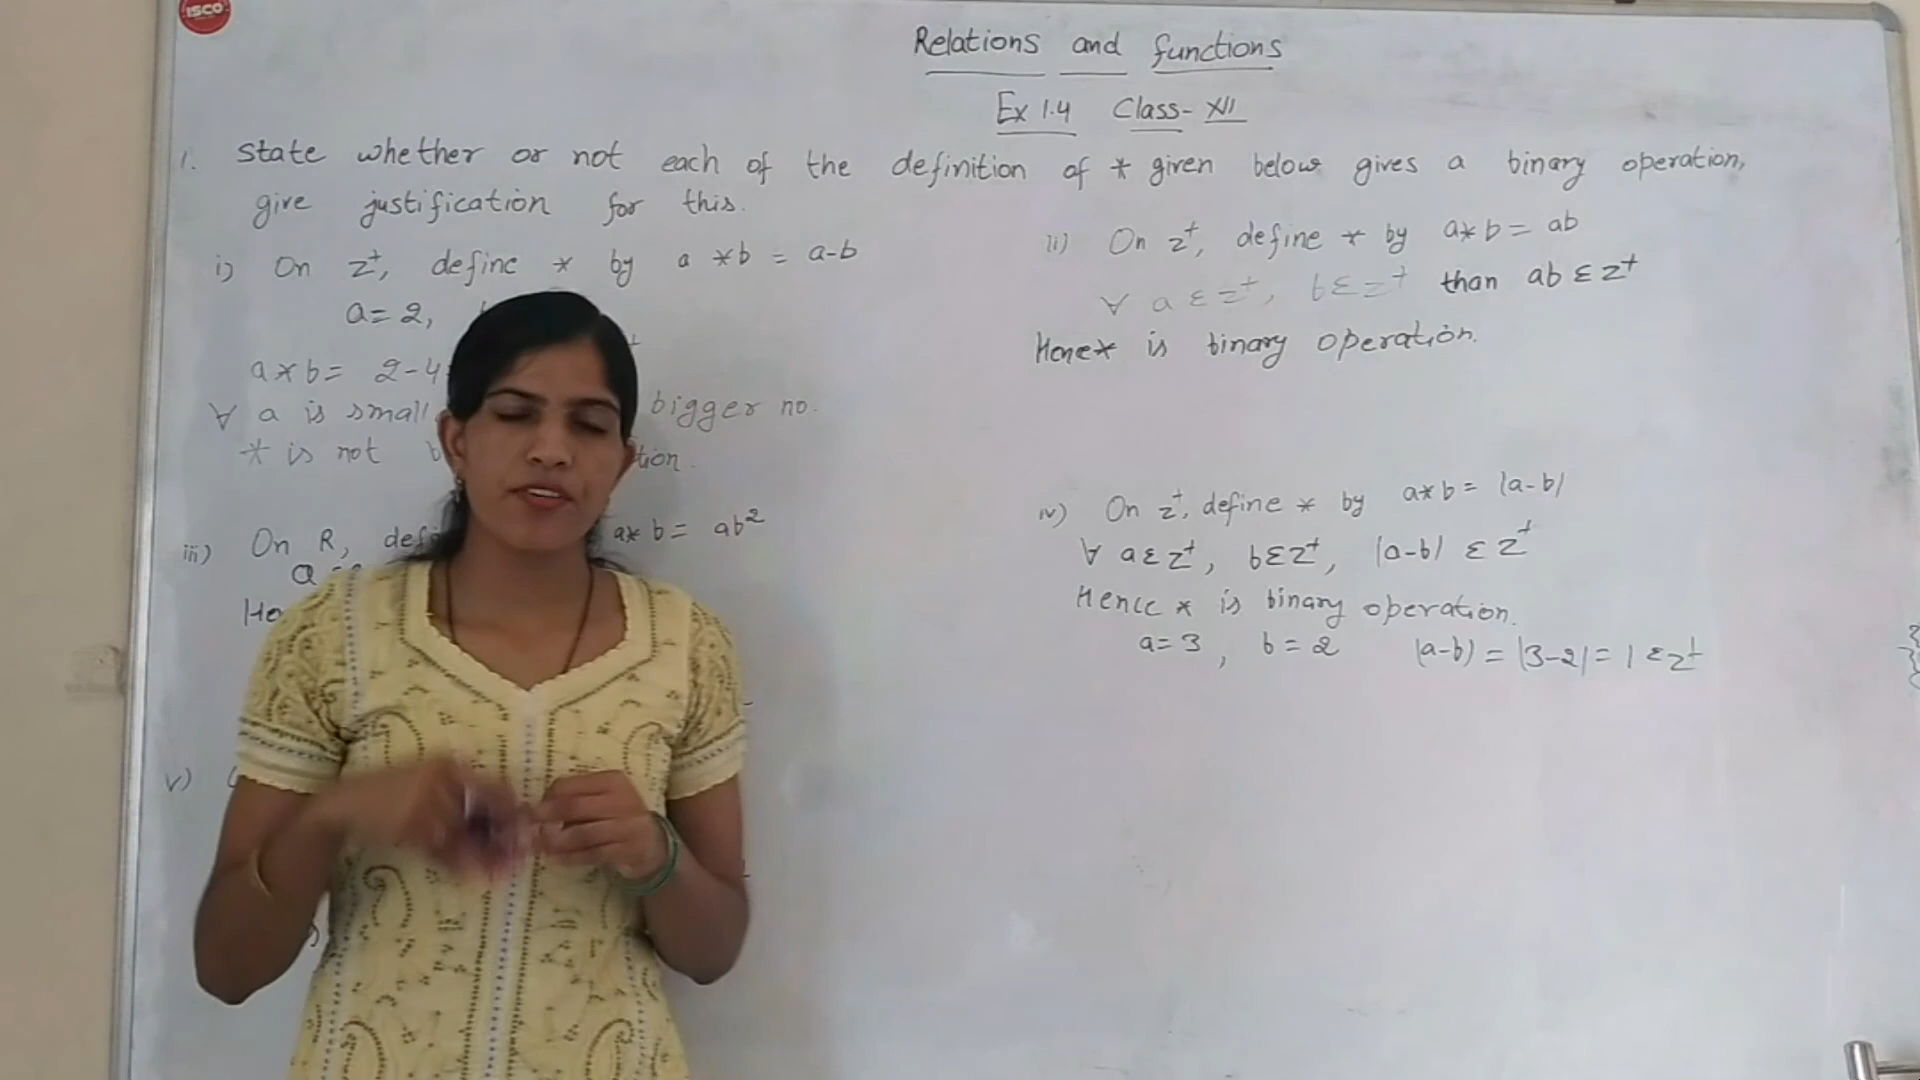 ISCO
Relations and functions
Ex 1.4 Class- XII
1. State whether or not each of the definition of * given below gives a binary operation,
give justification for this.
i) On z⁺, define * by a * b = a-b
a = 2,
a * b = 2-4
∀ a is small bigger no.
* is not tion.
iii) On R, a * b = ab²
a
v)
ii) On z⁺, define * by a * b = ab
∀ a ε z⁺, b ε z⁺ than ab ε z⁺
Hence * is binary operation.
iv) On z⁺, define * by a * b = |a-b|
∀ a ε z⁺, b ε z⁺, |a-b| ε z⁺
Hence * is binary operation.
a = 3, b = 2 |a-b| = |3-2| = 1 ε z⁺